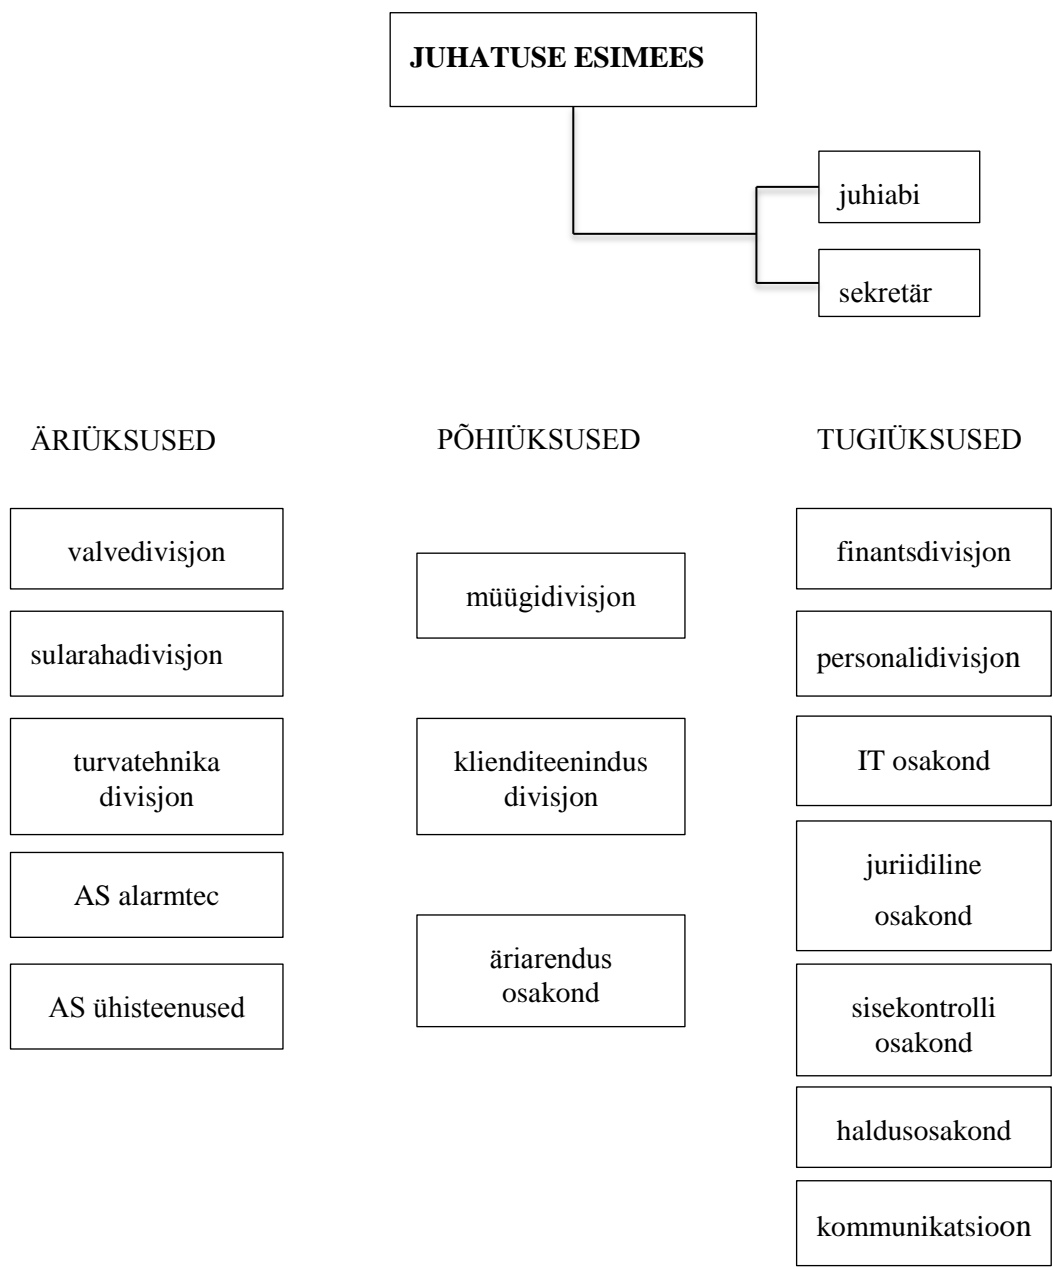 JUHATUSE ESIMEES
juhiabi
sekretär
ÄRIÜKSUSED
valvedivisjon
sularahadivisjon
turvatehnika
divisjon
AS alarmtec
AS ühisteenused
PÕHIÜKSUSED
müügidivisjon
klienditeenindus
divisjon
äriarendus
osakond
TUGIÜKSUSED
finantsdivisjon
personalidivisjon
IT osakond
juriidiline
osakond
sisekontrolli
osakond
haldusosakond
kommunikatsioon